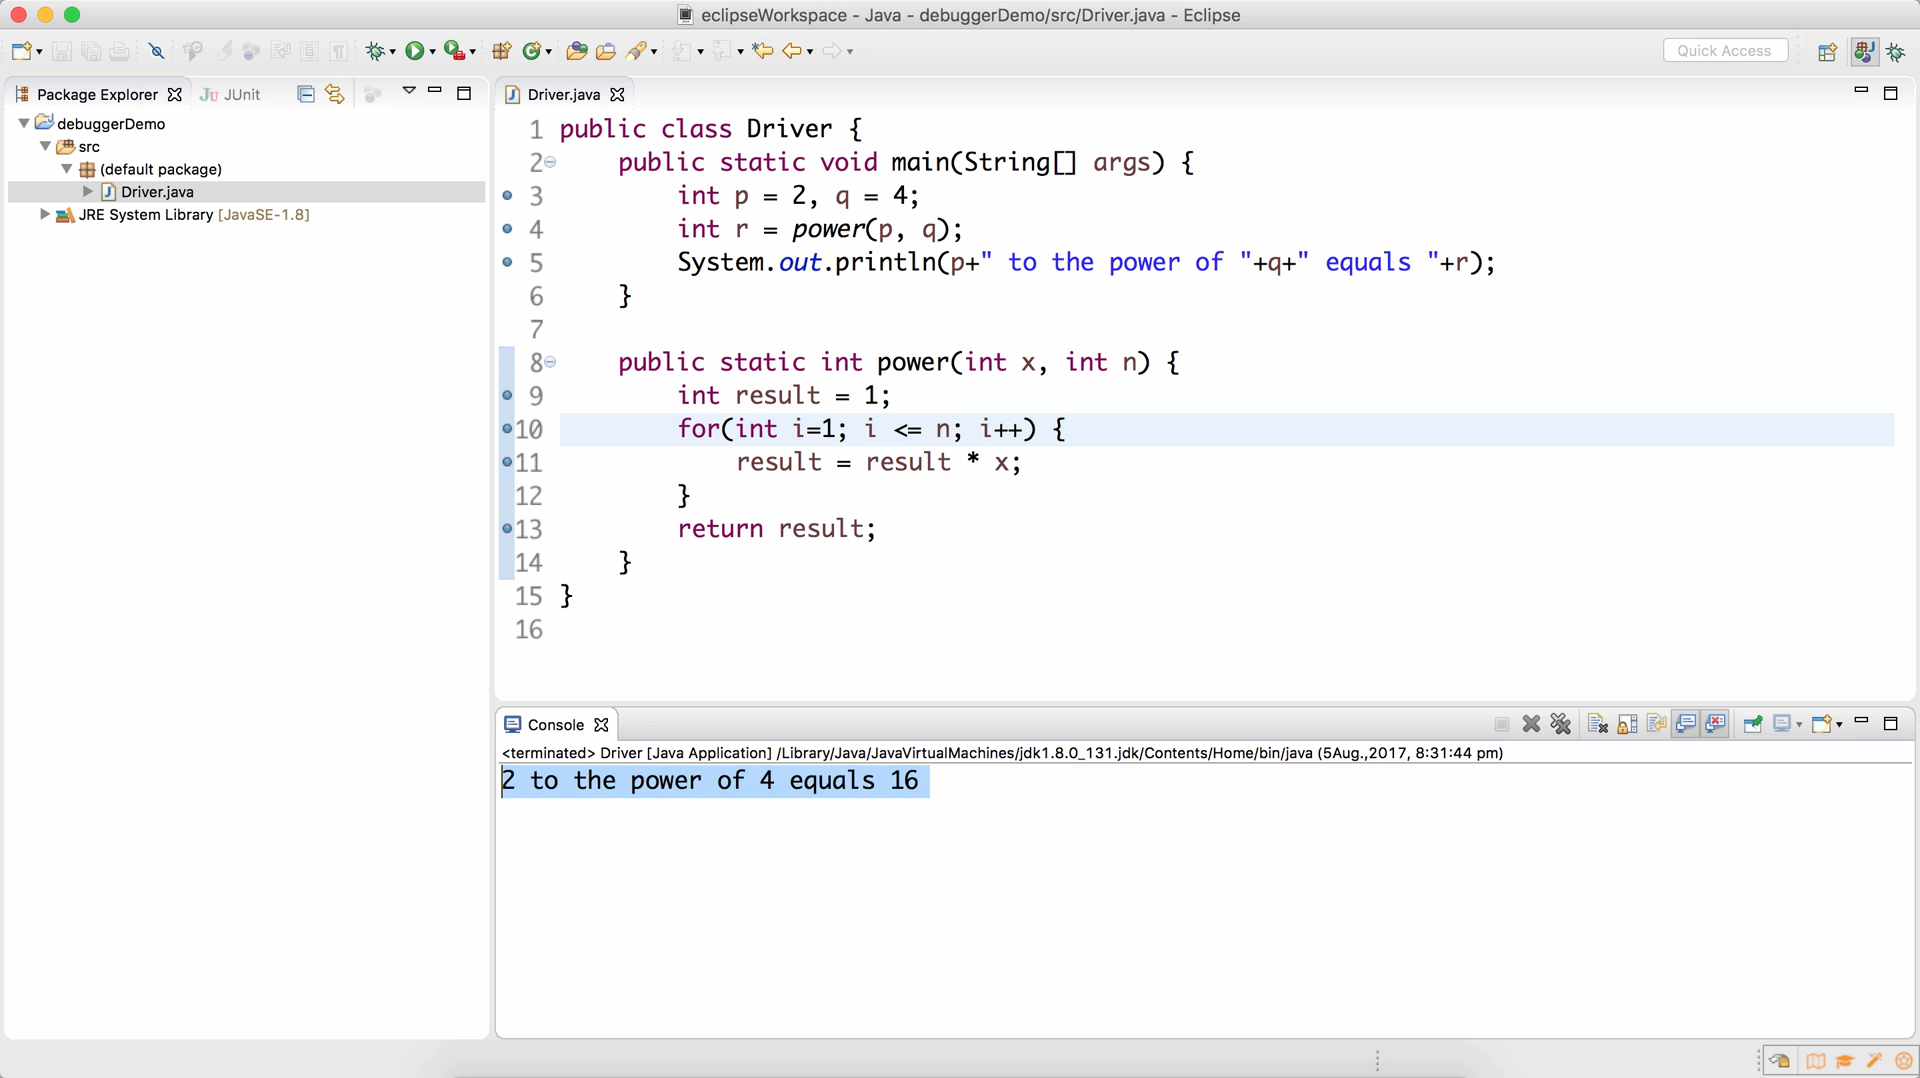 eclipseWorkspace - Java - debuggerDemo/src/Driver.java - Eclipse
Quick Access
Package Explorer
JUnit
debuggerDemo
src
(default package)
Driver.java
JRE System Library [JavaSE-1.8]
Driver.java
1 public class Driver {
2 public static void main(String[] args) {
3 int p = 2, q = 4;
4 int r = power(p, q);
5 System.out.println(p+" to the power of "+q+" equals "+r);
6 }
7
8 public static int power(int x, int n) {
9 int result = 1;
10 for(int i=1; i <= n; i++) {
11 result = result * x;
12 }
13 return result;
14 }
15 }
16
Console
<terminated> Driver [Java Application] /Library/Java/JavaVirtualMachines/jdk1.8.0_131.jdk/Contents/Home/bin/java (5Aug.,2017, 8:31:44 pm)
2 to the power of 4 equals 16